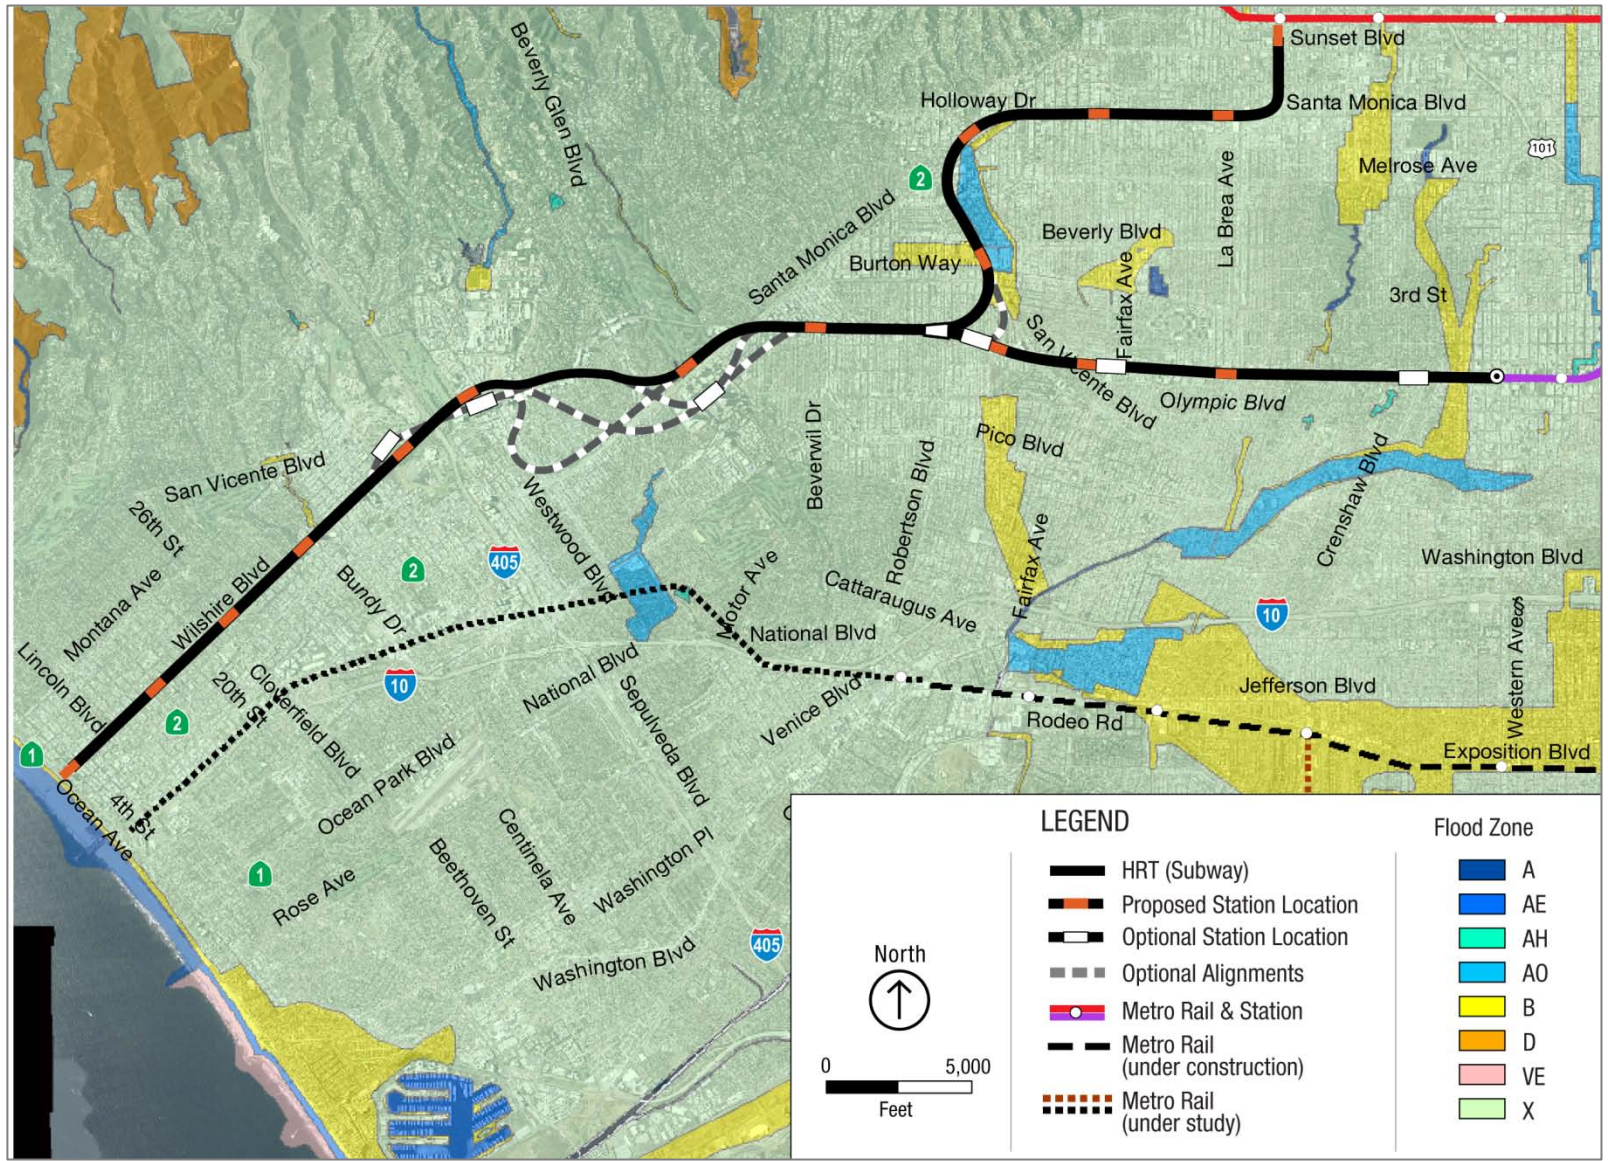 Sunset Blvd
Beverly Glen Blvd
Holloway Dr
Santa Monica Blvd
101
Melrose Ave
2
La Brea Ave
Santa Monica Blvd
Beverly Blvd
Burton Way
Fairfax Ave
3rd St
San Vicente Blvd
Olympic Blvd
Beverwil Dr
Pico Blvd
Robertson Blvd
Crenshaw Blvd
San Vicente Blvd
26th St
Westwood Blvd
405
2
Washington Blvd
Montana Ave
Wilshire Blvd
Bundy Dr
Motor Ave
Cattaraugus Ave
Fairfax Ave
10
National Blvd
Western Ave
Lincoln Blvd
20th St
Cloverfield Blvd
10
National Blvd
Sepulveda Blvd
Venice Blvd
Jefferson Blvd
Rodeo Rd
2
1
Exposition Blvd
Ocean Ave
4th St
Ocean Park Blvd
Centinela Ave
Beethoven St
Washington Pl
1
Rose Ave
Washington Blvd
405
North
0 5,000
Feet
LEGEND
HRT (Subway)
Proposed Station Location
Optional Station Location
Optional Alignments
Metro Rail & Station
Metro Rail
(under construction)
Metro Rail
(under study)
Flood Zone
A
AE
AH
AO
B
D
VE
X